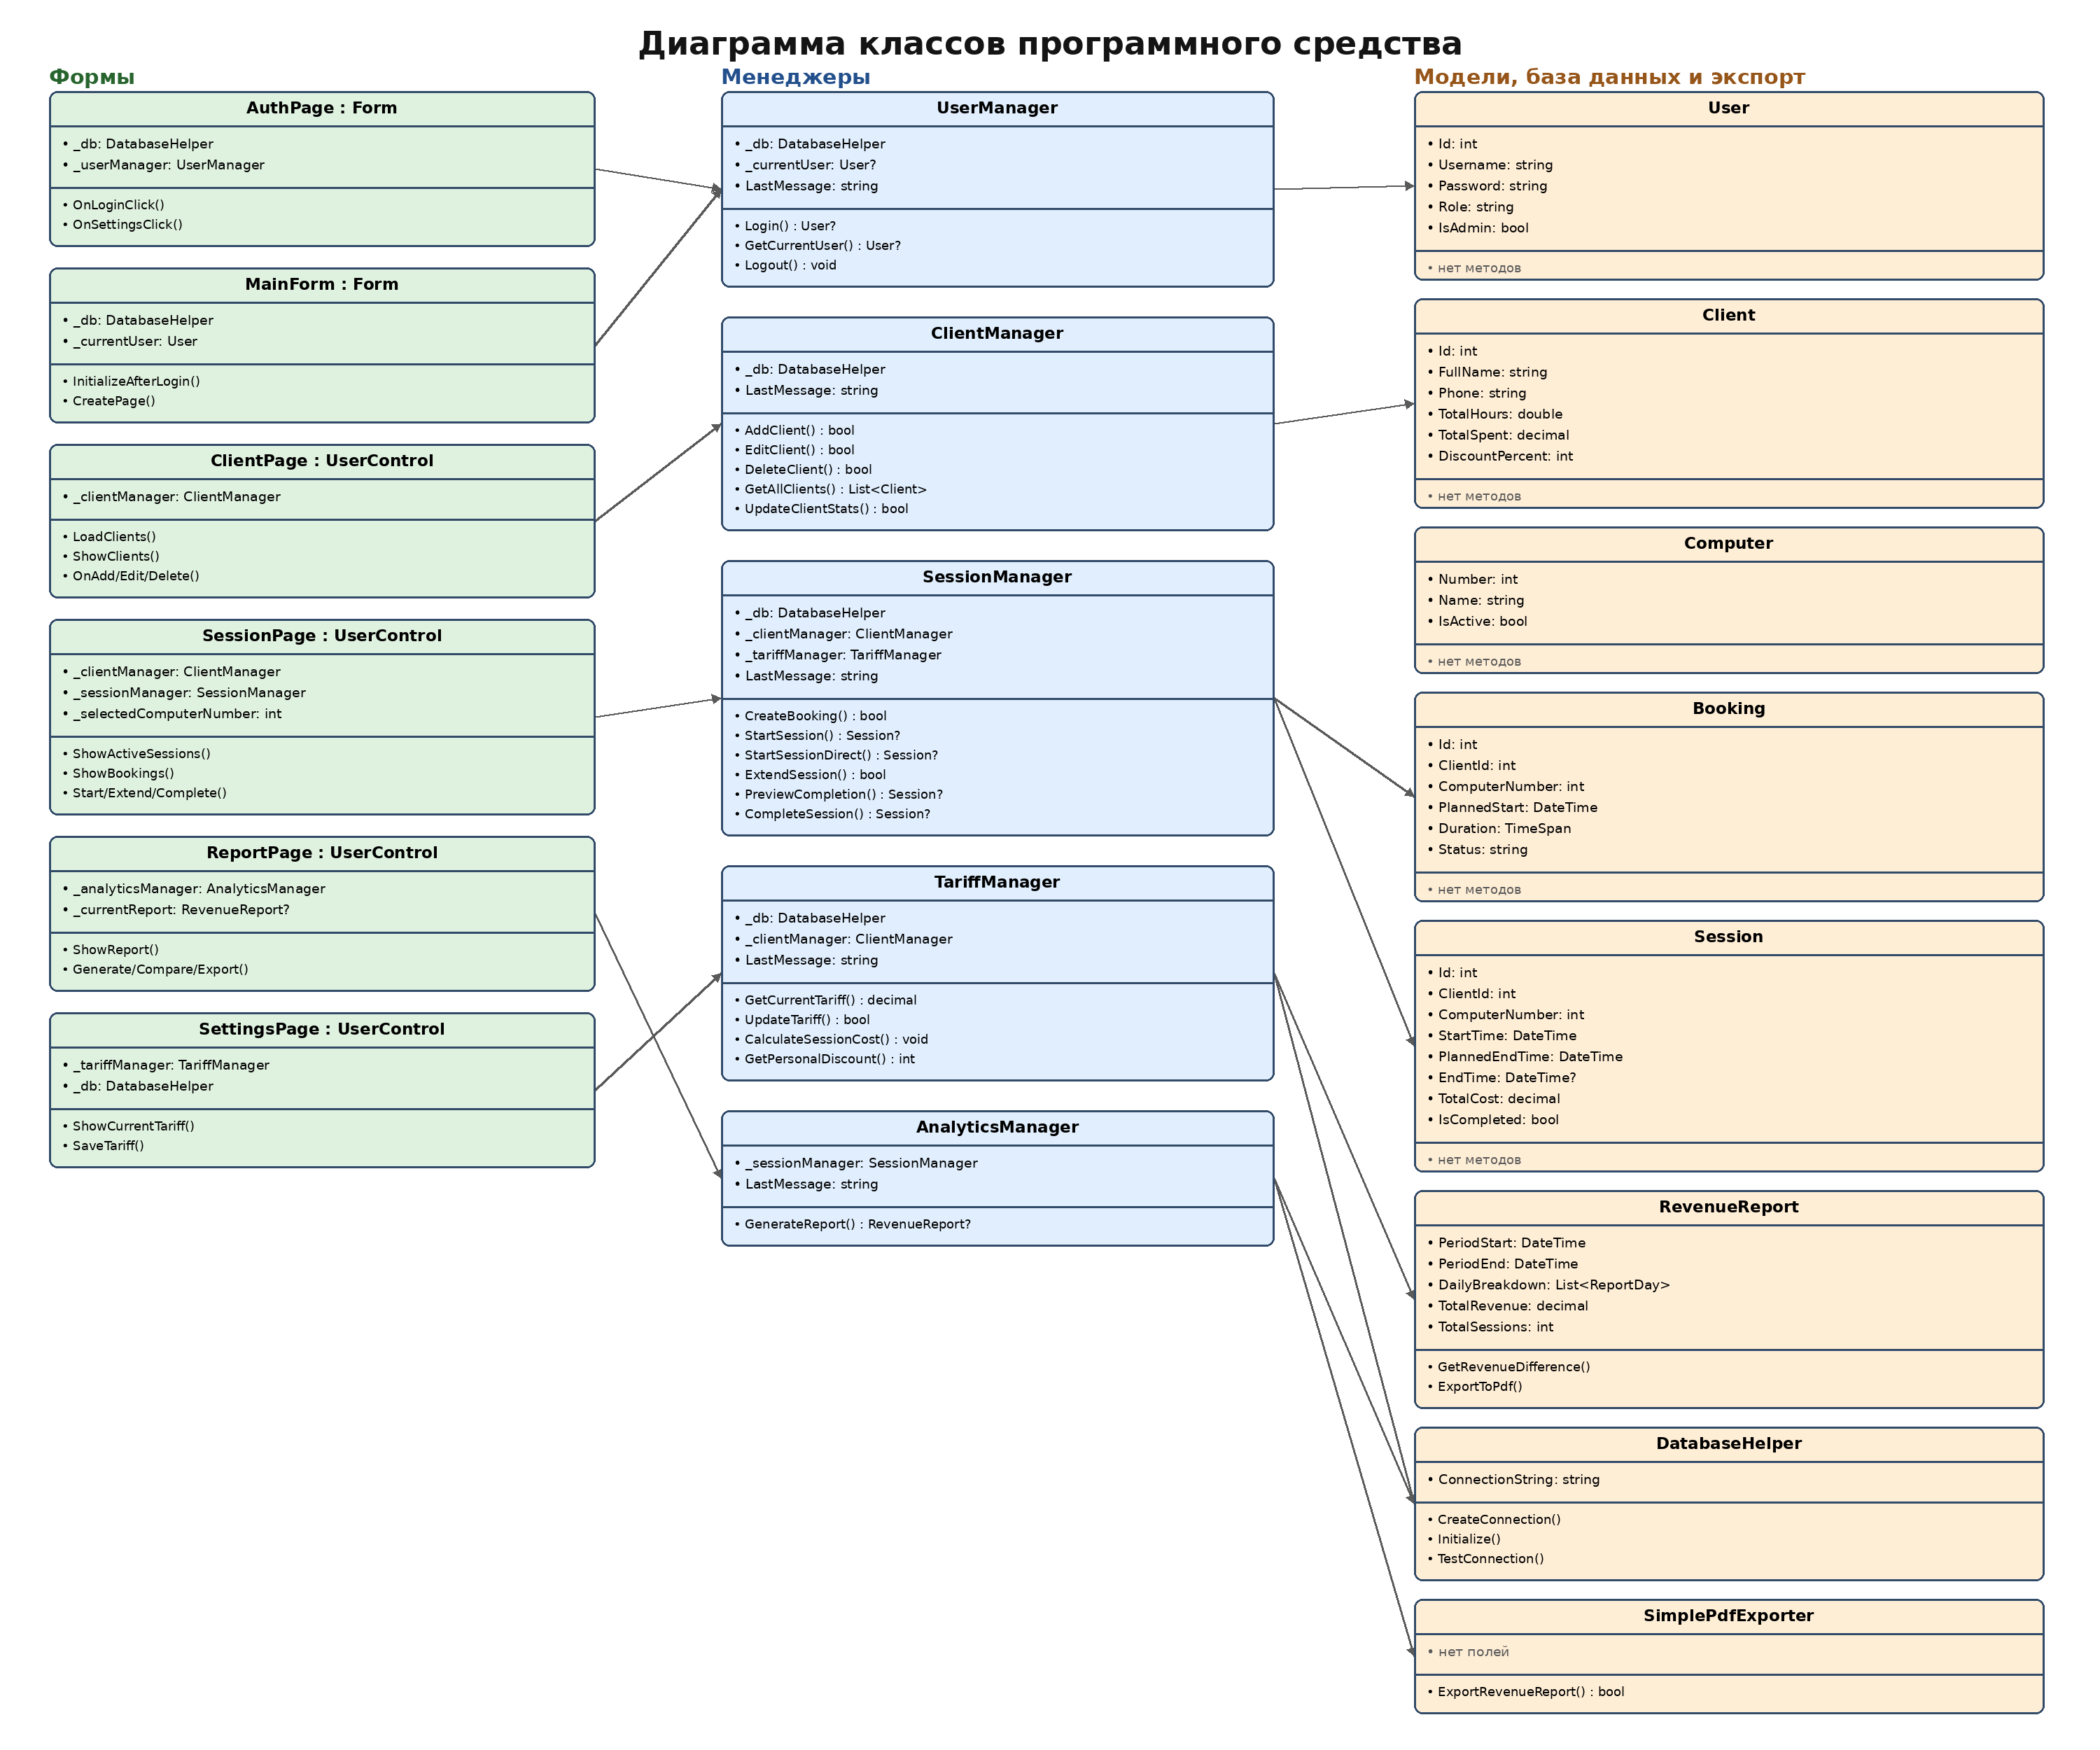 Диаграмма классов программного средства
Формы
AuthPage : Form
• _db: DatabaseHelper
• _userManager: UserManager
• OnLoginClick()
• OnSettingsClick()
MainForm : Form
• _db: DatabaseHelper
• _currentUser: User
• InitializeAfterLogin()
• CreatePage()
ClientPage : UserControl
• _clientManager: ClientManager
• LoadClients()
• ShowClients()
• OnAdd/Edit/Delete()
SessionPage : UserControl
• _clientManager: ClientManager
• _sessionManager: SessionManager
• _selectedComputerNumber: int
• ShowActiveSessions()
• ShowBookings()
• Start/Extend/Complete()
ReportPage : UserControl
• _analyticsManager: AnalyticsManager
• _currentReport: RevenueReport?
• ShowReport()
• Generate/Compare/Export()
SettingsPage : UserControl
• _tariffManager: TariffManager
• _db: DatabaseHelper
• ShowCurrentTariff()
• SaveTariff()
Менеджеры
UserManager
• _db: DatabaseHelper
• _currentUser: User?
• LastMessage: string
• Login() : User?
• GetCurrentUser() : User?
• Logout() : void
ClientManager
• _db: DatabaseHelper
• LastMessage: string
• AddClient() : bool
• EditClient() : bool
• DeleteClient() : bool
• GetAllClients() : List<Client>
• UpdateClientStats() : bool
SessionManager
• _db: DatabaseHelper
• _clientManager: ClientManager
• _tariffManager: TariffManager
• LastMessage: string
• CreateBooking() : bool
• StartSession() : Session?
• StartSessionDirect() : Session?
• ExtendSession() : bool
• PreviewCompletion() : Session?
• CompleteSession() : Session?
TariffManager
• _db: DatabaseHelper
• _clientManager: ClientManager
• LastMessage: string
• GetCurrentTariff() : decimal
• UpdateTariff() : bool
• CalculateSessionCost() : void
• GetPersonalDiscount() : int
AnalyticsManager
• _sessionManager: SessionManager
• LastMessage: string
• GenerateReport() : RevenueReport?
Модели, база данных и экспорт
User
• Id: int
• Username: string
• Password: string
• Role: string
• IsAdmin: bool
• нет методов
Client
• Id: int
• FullName: string
• Phone: string
• TotalHours: double
• TotalSpent: decimal
• DiscountPercent: int
• нет методов
Computer
• Number: int
• Name: string
• IsActive: bool
• нет методов
Booking
• Id: int
• ClientId: int
• ComputerNumber: int
• PlannedStart: DateTime
• Duration: TimeSpan
• Status: string
• нет методов
Session
• Id: int
• ClientId: int
• ComputerNumber: int
• StartTime: DateTime
• PlannedEndTime: DateTime
• EndTime: DateTime?
• TotalCost: decimal
• IsCompleted: bool
• нет методов
RevenueReport
• PeriodStart: DateTime
• PeriodEnd: DateTime
• DailyBreakdown: List<ReportDay>
• TotalRevenue: decimal
• TotalSessions: int
• GetRevenueDifference()
• ExportToPdf()
DatabaseHelper
• ConnectionString: string
• CreateConnection()
• Initialize()
• TestConnection()
SimplePdfExporter
• нет полей
• ExportRevenueReport() : bool